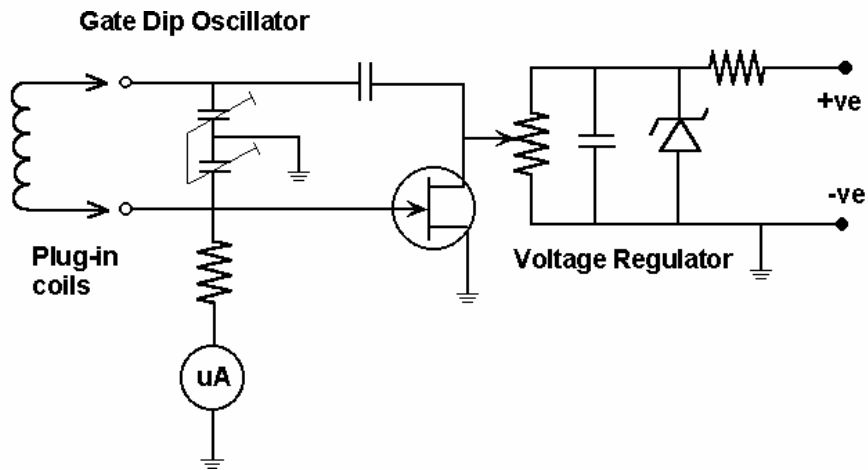 Gate Dip Oscillator
+ve
-ve
Plug-in
coils
Voltage Regulator
uA